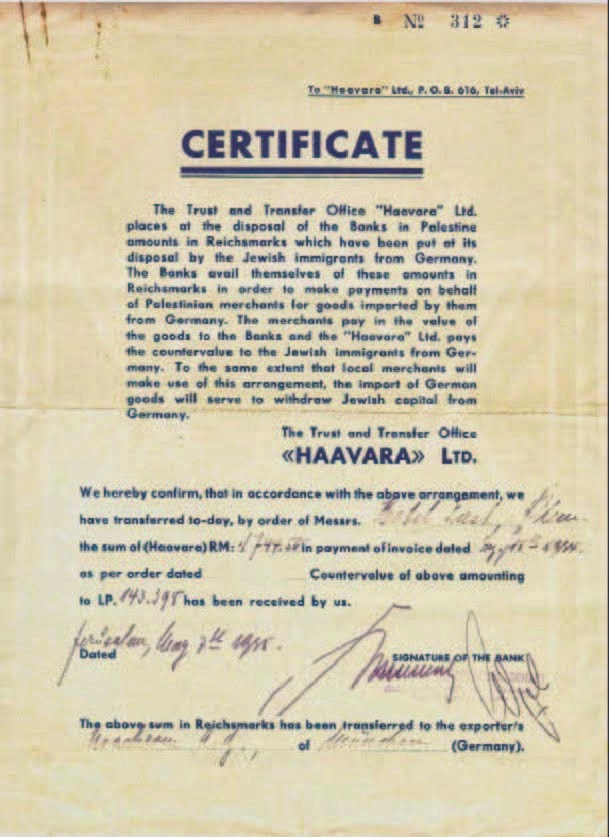 B No 312
To "Haavara" Ltd., P.O.B. 616, Tel-Aviv
CERTIFICATE
The Trust and Transfer Office "Haavara" Ltd.
places at the disposal of the Banks in Palestine
amounts in Reichsmarks which have been put at its
disposal by the Jewish immigrants from Germany.
The Banks avail themselves of these amounts in
Reichsmarks in order to make payments on behalf
of Palestinian merchants for goods imported by them
from Germany. The merchants pay in the value of
the goods to the Banks and the "Haavara" Ltd. pays
the countervalue to the Jewish immigrants from Ger-
many. To the same extent that local merchants will
make use of this arrangement, the import of German
goods will serve to withdraw Jewish capital from
Germany.
The Trust and Transfer Office
«HAAVARA» LTD.
We hereby confirm, that in accordance with the above arrangement, we
have transferred to-day, by order of Messrs.
the sum of (Haavara) RM: in payment of invoice dated
as per order dated Countervalue of above amounting
to LP. 143.395 has been received by us.
Jerusalem, May 7th 1935.
Dated
SIGNATURE OF THE BANK
The above sum in Reichsmarks has been transferred to the exporter/s
of München (Germany).